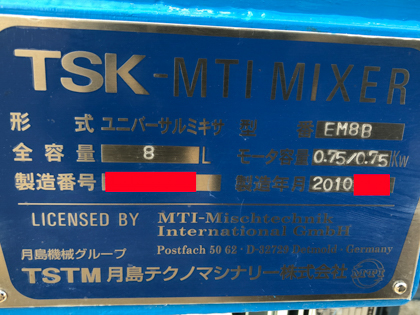 TSK-MTI MIXER
形式 ユニバーサルミキサ 型番 EM8B
全容量 8 L モータ容量 0.75/0.75 Kw
製造番号 製造年月 2010
LICENSED BY MTI-Mischtechnik
International GmbH
月島機械グループ Postfach 50 62 · D-32759 Detmold · Germany
TSTM 月島テクノマシナリー株式会社